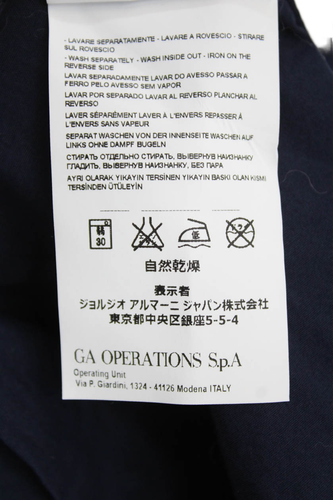 - LAVARE SEPARATAMENTE - LAVARE A ROVESCIO - STIRARE
SUL ROVESCIO
- WASH SEPARATELY - WASH INSIDE OUT - IRON ON THE
REVERSE SIDE
LAVAR SEPARADAMENTE LAVAR DO AVESSO PASSAR A
FERRO PELO AVESSO SEM VAPOR
LAVAR POR SEPARADO LAVAR AL REVERSO PLANCHAR AL
REVERSO
LAVER SÉPARÉMENT LAVER A L'ENVERS REPASSER À
L'ENVERS SANS VAPEUR
SEPARAT WASCHEN VON DER INNENSEITE WASCHEN AUF
LINKS OHNE DAMPF BUGELN
СТИРАТЬ ОТДЕЛЬНО СТИРАТЬ, ВЫВЕРНУВ НАИЗНАНКУ
ГЛАДИТЬ, ВЫВЕРНУВ НАИЗНАНКУ, БЕЗ ПАРА
AYRI OLARAK YIKAYIN TERSINDEN YIKAYIN BASKI OLAN KISMI
TERSİNDEN ÜTÜLEYİN
30
自然乾燥
表示者
ジョルジオ アルマーニ ジャパン株式会社
東京都中央区銀座5-5-4
GA OPERATIONS S.p.A
Operating Unit
Via P. Giardini, 1324 - 41126 Modena ITALY